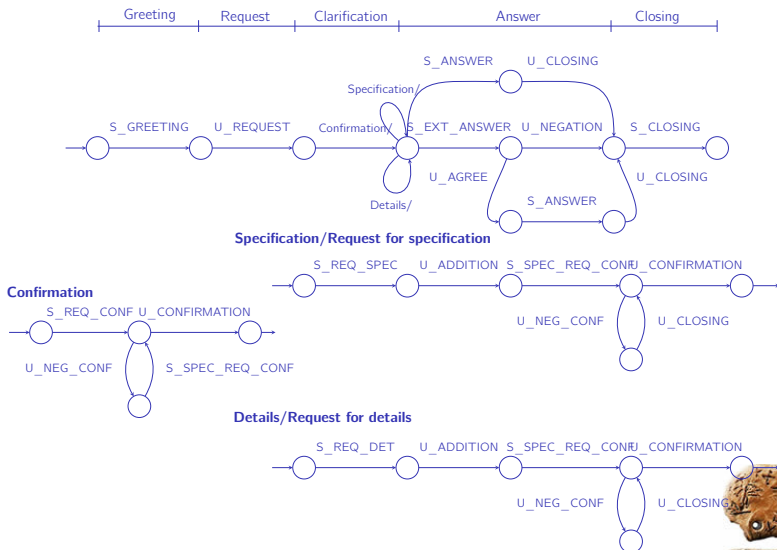 Greeting Request Clarification Answer Closing
S_ANSWER U_CLOSING
Specification/
S_GREETING U_REQUEST Confirmation/ S_EXT_ANSWER U_NEGATION S_CLOSING
U_AGREE U_CLOSING
Details/ S_ANSWER
Specification/Request for specification
S_REQ_SPEC U_ADDITION S_SPEC_REQ_CONF U_CONFIRMATION
U_NEG_CONF U_CLOSING
Confirmation
S_REQ_CONF U_CONFIRMATION
U_NEG_CONF S_SPEC_REQ_CONF
Details/Request for details
S_REQ_DET U_ADDITION S_SPEC_REQ_CONF U_CONFIRMATION
U_NEG_CONF U_CLOSING